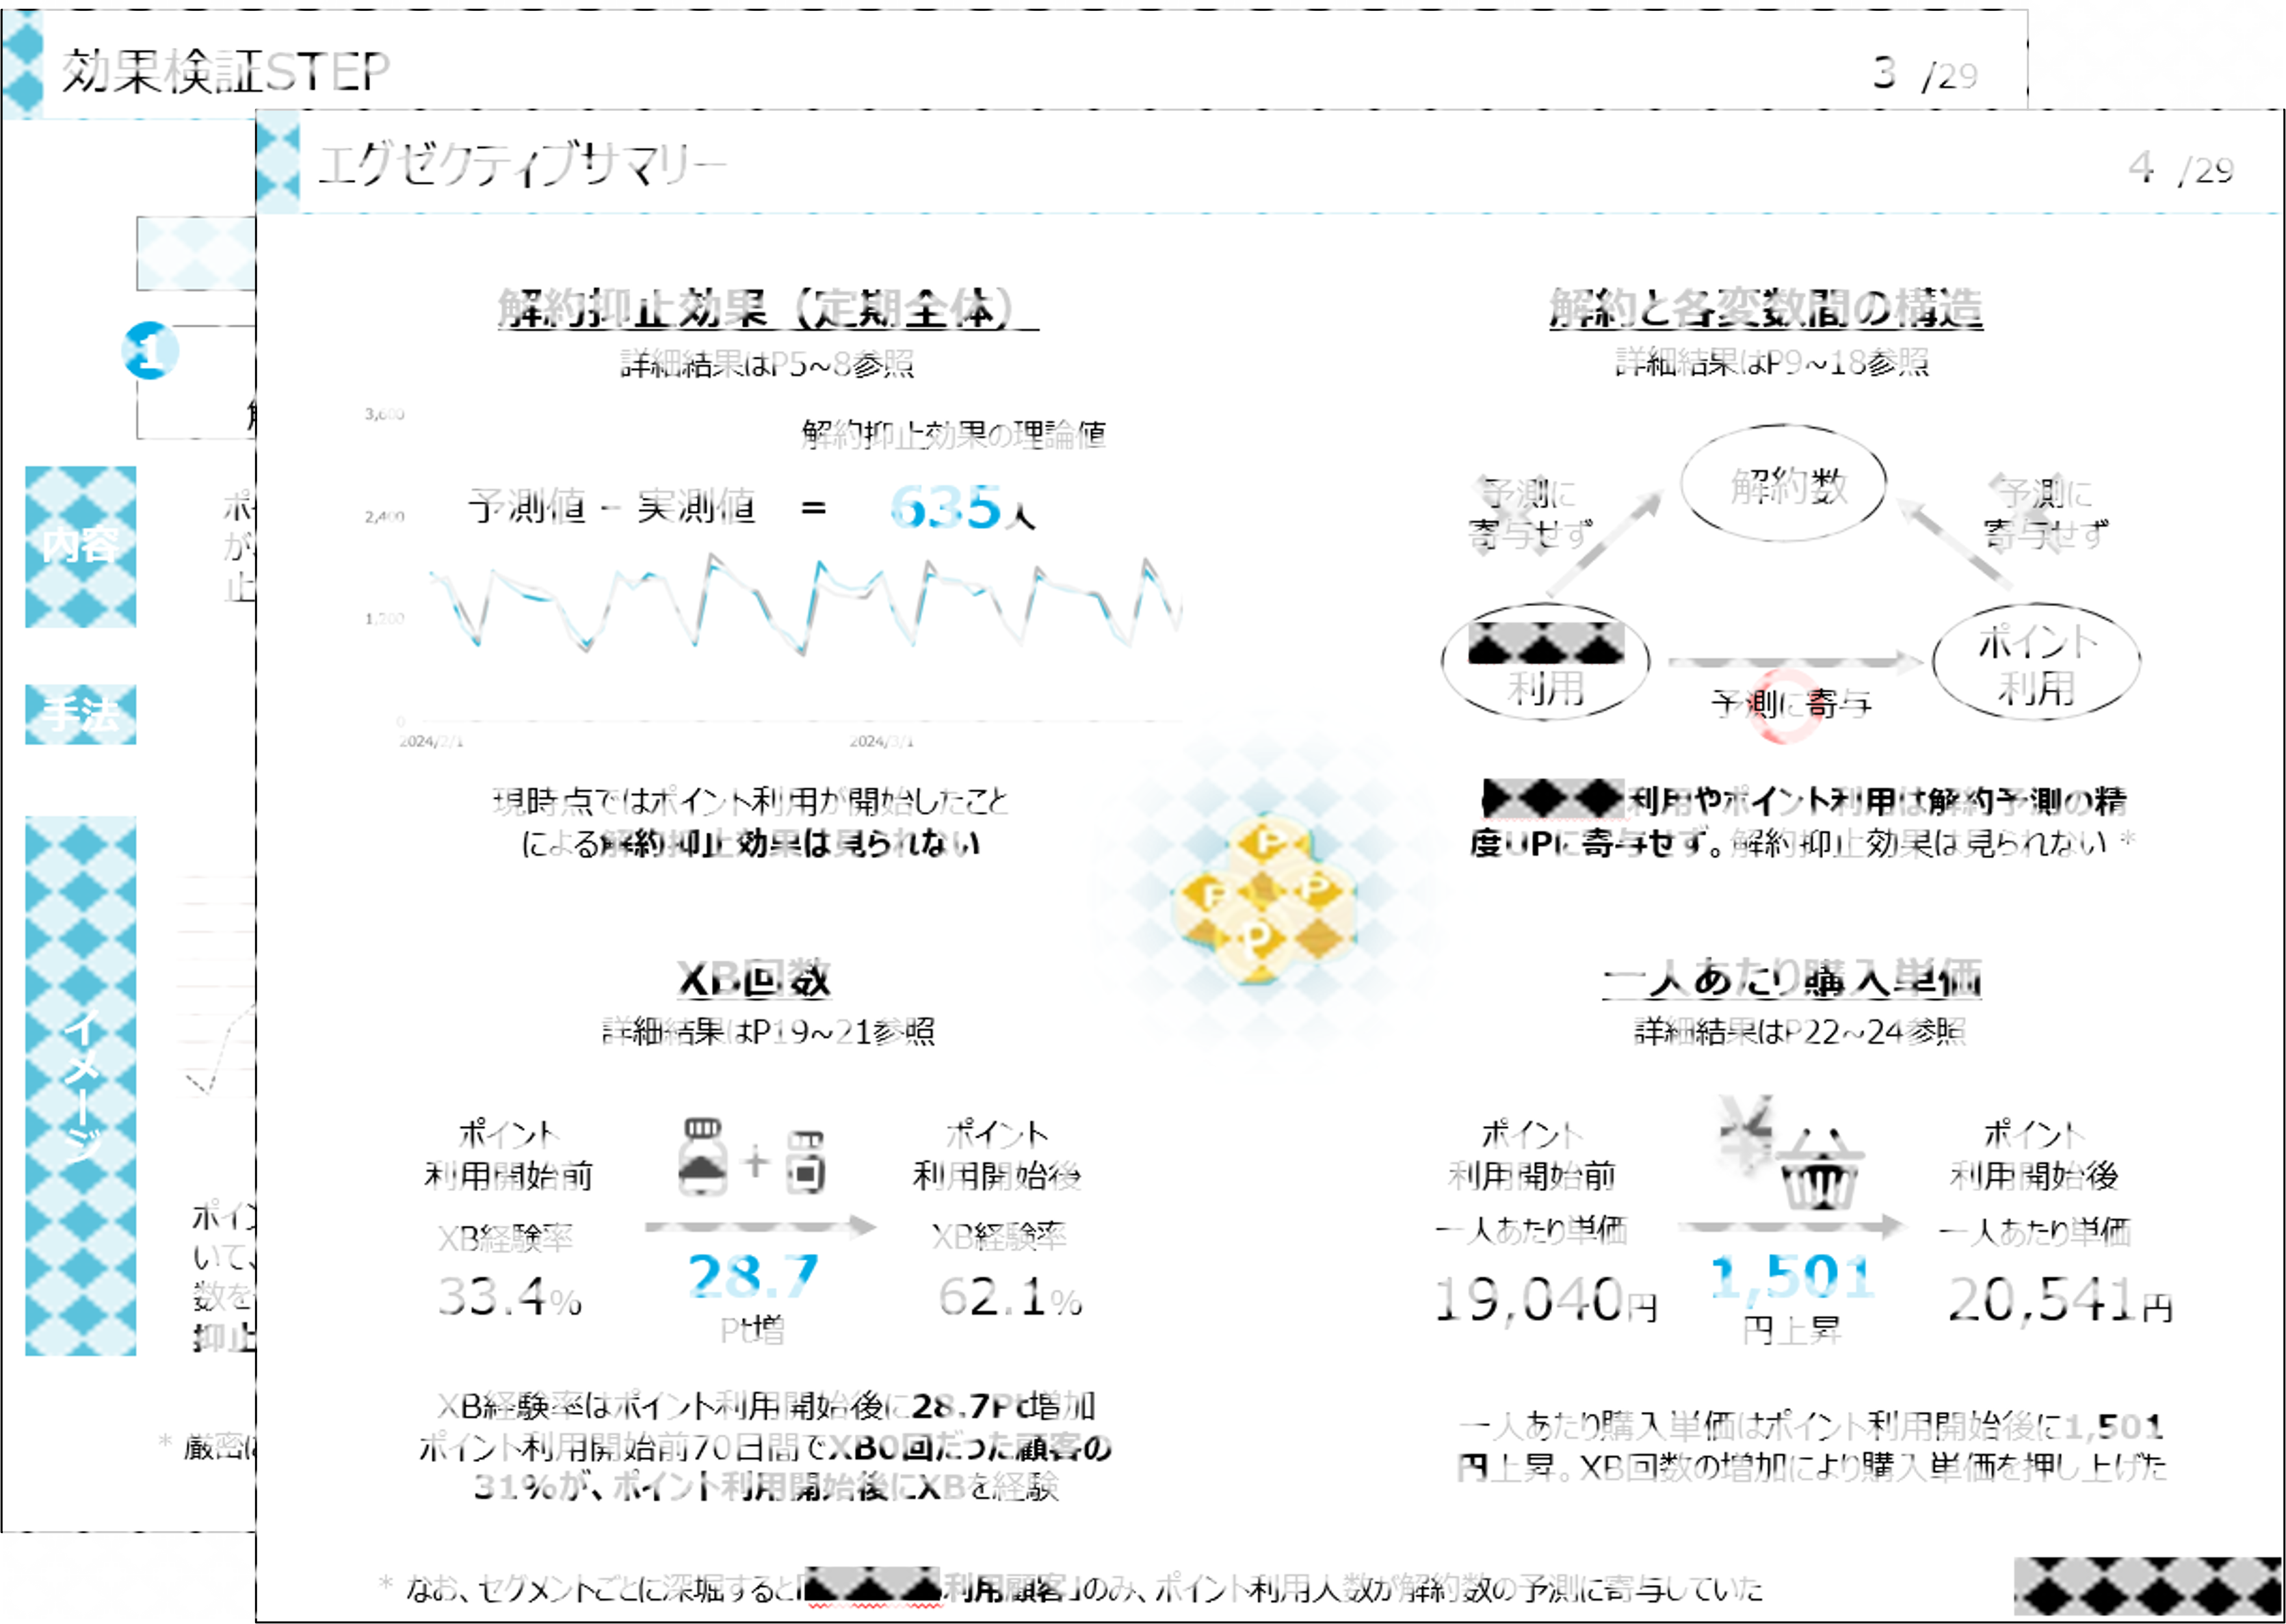 効果検証STEP
3 /29
エグゼクティブサマリー
4 /29
1
内容
手法
イメージ
ポ
が
止
ポイン
いて、
数を
抑止
* 厳密に
解約抑止効果（定期全体）
詳細結果はP5~8参照
解約抑止効果の理論値
予測値 - 実測値 = 635人
3,600
2,400
1,200
0
2024/2/1
2024/3/1
現時点ではポイント利用が開始したこと
による解約抑止効果は見られない
解約と各変数間の構造
詳細結果はP9~18参照
解約数
予測に
寄与せず
予測に
寄与せず
利用
ポイント
利用
予測に寄与
利用やポイント利用は解約予測の精
度UPに寄与せず。解約抑止効果は見られない *
P
P
P
P
XB回数
詳細結果はP19~21参照
ポイント
利用開始前
XB経験率
33.4%
+
28.7
Pt増
ポイント
利用開始後
XB経験率
62.1%
XB経験率はポイント利用開始後に28.7Pt増加
ポイント利用開始前70日間でXB0回だった顧客の
31%が、ポイント利用開始後にXBを経験
一人あたり購入単価
詳細結果はP22~24参照
ポイント
利用開始前
一人あたり単価
19,040円
¥
1,501
円上昇
ポイント
利用開始後
一人あたり単価
20,541円
一人あたり購入単価はポイント利用開始後に1,501
円上昇。XB回数の増加により購入単価を押し上げた
* なお、セグメントごとに深堀すると「利用顧客」のみ、ポイント利用人数が解約数の予測に寄与していた